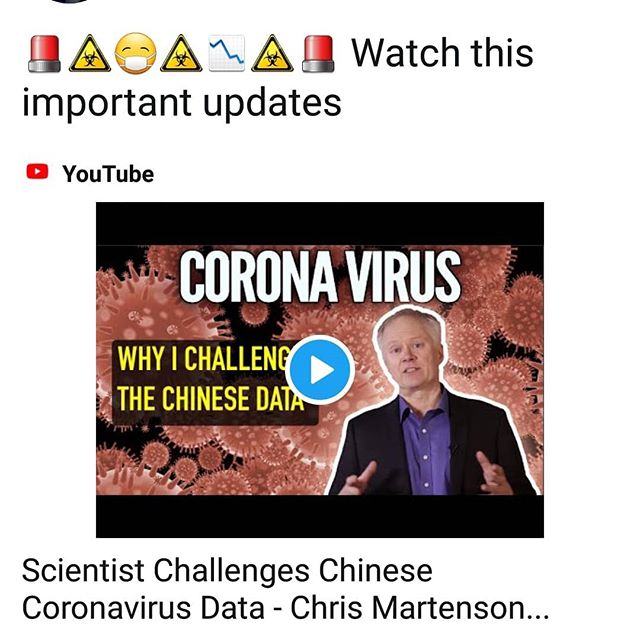 🚨☣😷☣📉☣🚨 Watch this
important updates
YouTube
CORONA VIRUS
WHY I CHALLENG
THE CHINESE DATA
Scientist Challenges Chinese
Coronavirus Data - Chris Martenson...